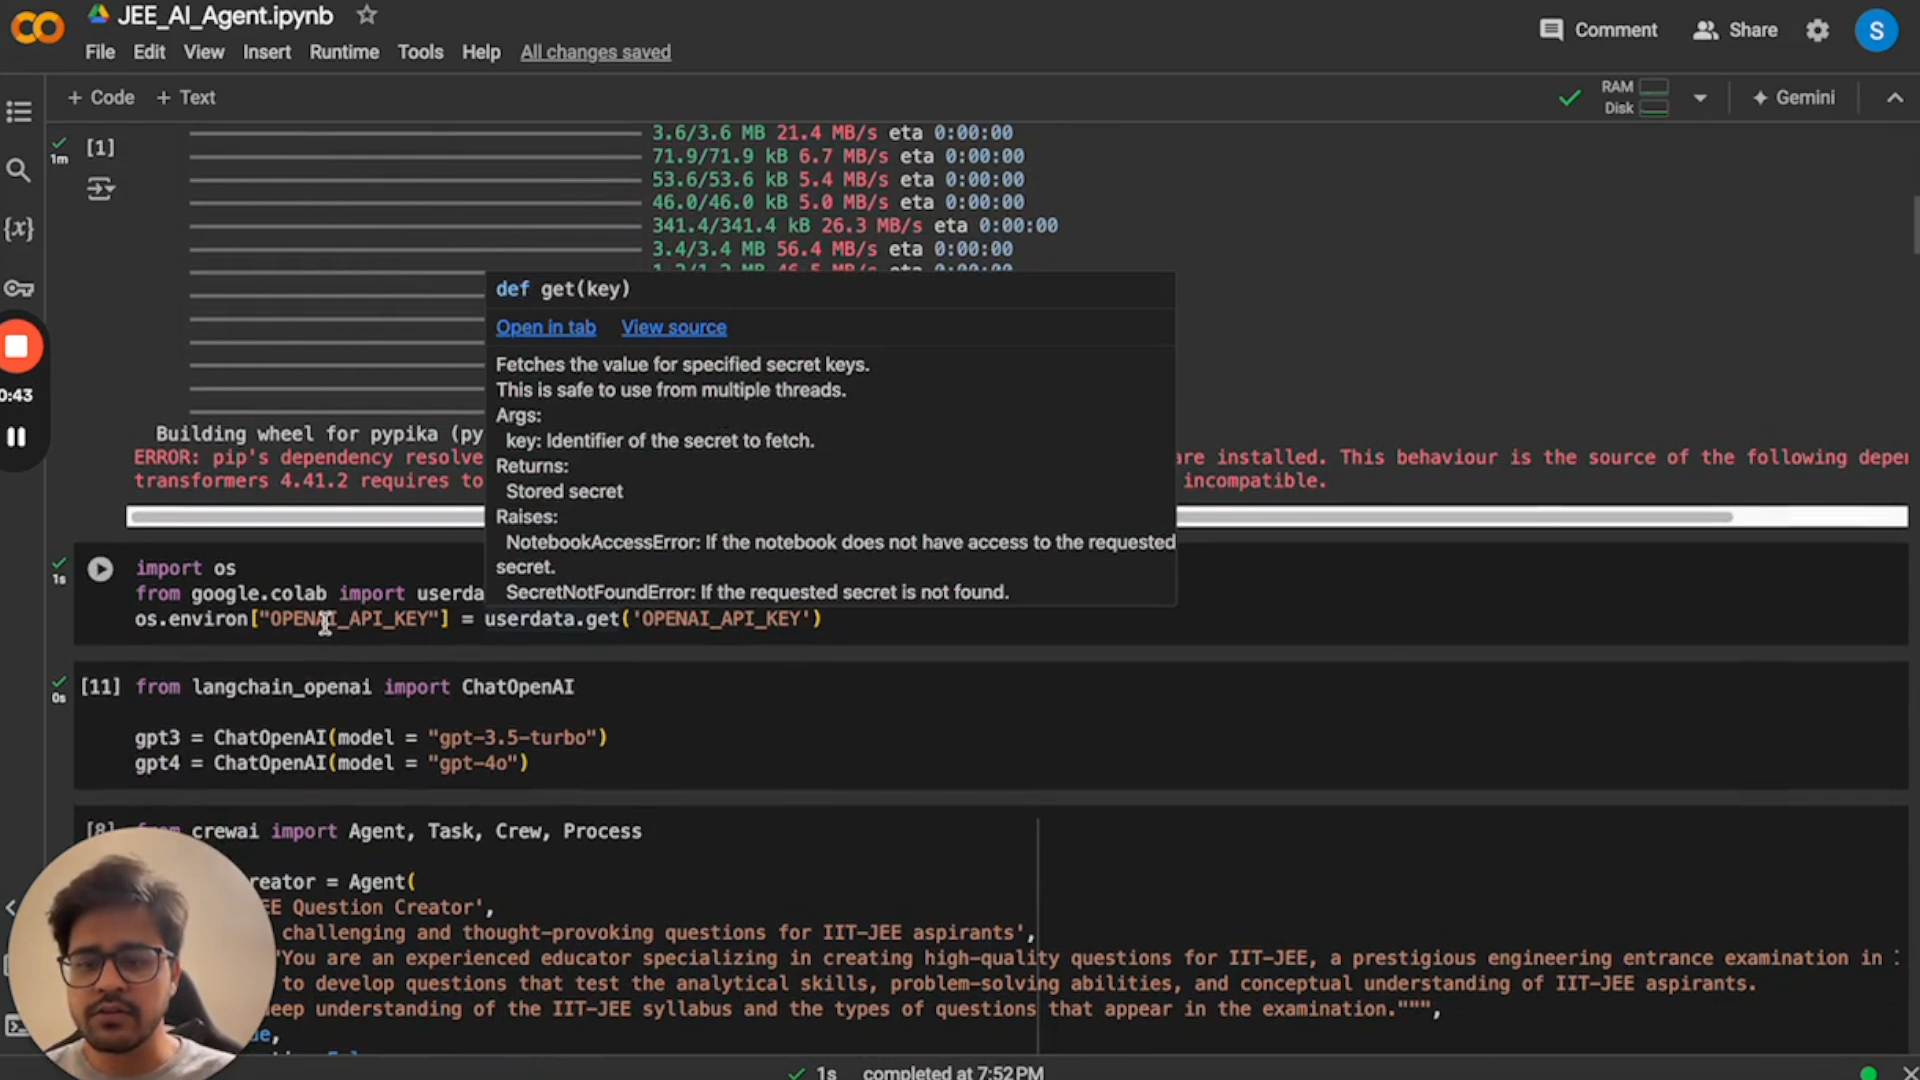 JEE_AI_Agent.ipynb
Comment
Share
S
File Edit View Insert Runtime Tools Help All changes saved
+ Code + Text
RAM
Disk
Gemini
1m
[1]
3.6/3.6 MB 21.4 MB/s eta 0:00:00
71.9/71.9 kB 6.7 MB/s eta 0:00:00
53.6/53.6 kB 5.4 MB/s eta 0:00:00
46.0/46.0 kB 5.0 MB/s eta 0:00:00
341.4/341.4 kB 26.3 MB/s eta 0:00:00
3.4/3.4 MB 56.4 MB/s eta 0:00:00
def get(key)
Open in tab View source
Fetches the value for specified secret keys.
This is safe to use from multiple threads.
Args:
key: Identifier of the secret to fetch.
Returns:
Stored secret
Raises:
NotebookAccessError: If the notebook does not have access to the requested
secret.
SecretNotFoundError: If the requested secret is not found.
0:43
Building wheel for pypika (py
ERROR: pip's dependency resolve re installed. This behaviour is the source of the following depen
transformers 4.41.2 requires to incompatible.
1s
import os
from google.colab import userda
os.environ["OPENAI_API_KEY"] = userdata.get('OPENAI_API_KEY')
0s
[11] from langchain_openai import ChatOpenAI
gpt3 = ChatOpenAI(model = "gpt-3.5-turbo")
gpt4 = ChatOpenAI(model = "gpt-4o")
[8] crewai import Agent, Task, Crew, Process
reator = Agent(
EE Question Creator',
challenging and thought-provoking questions for IIT-JEE aspirants',
"You are an experienced educator specializing in creating high-quality questions for IIT-JEE, a prestigious engineering entrance examination in
to develop questions that test the analytical skills, problem-solving abilities, and conceptual understanding of IIT-JEE aspirants.
eep understanding of the IIT-JEE syllabus and the types of questions that appear in the examination.""",
ue,
1s completed at 7:52 PM